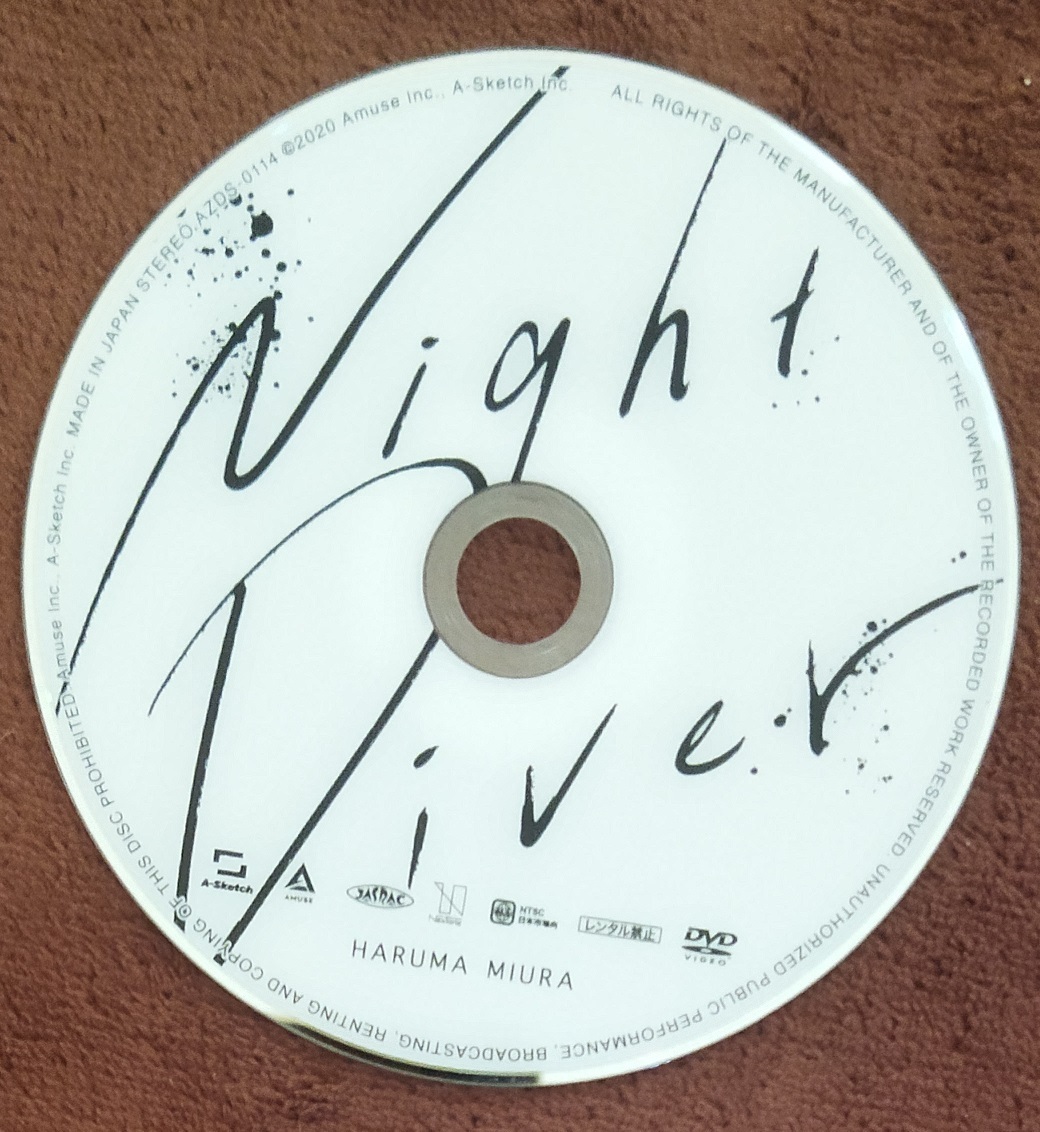 Night
Diver
A-Sketch
AMUSE
JASRAC
NTSC
日本市場向
レンタル禁止
DVD
VIDEO
HARUMA MIURA
ALL RIGHTS OF THE MANUFACTURER AND OF THE OWNER OF THE RECORDED WORK RESERVED. UNAUTHORIZED PUBLIC PERFORMANCE, BROADCASTING, RENTING AND COPYING OF THIS DISC PROHIBITED. Amuse Inc., A-Sketch Inc. MADE IN JAPAN STEREO.AZDS-0114 ©2020 Amuse Inc., A-Sketch Inc.